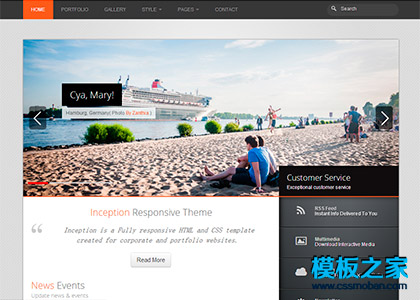 HOME PORTFOLIO GALLERY STYLE PAGES CONTACT Search
Cya, Mary!
Hamburg, Germany! Photo (to Zanthia )
Customer Service
Exceptional customer service
Inception Responsive Theme
Inception is a Fully responsive HTML and CSS template
created for corporate and portfolio websites.
Read More
RSS Feed
Instant Info Delivered To You
Multimedia
Download Interactive Media
News Events
Update news & events
模板之家
www.cssmoban.com